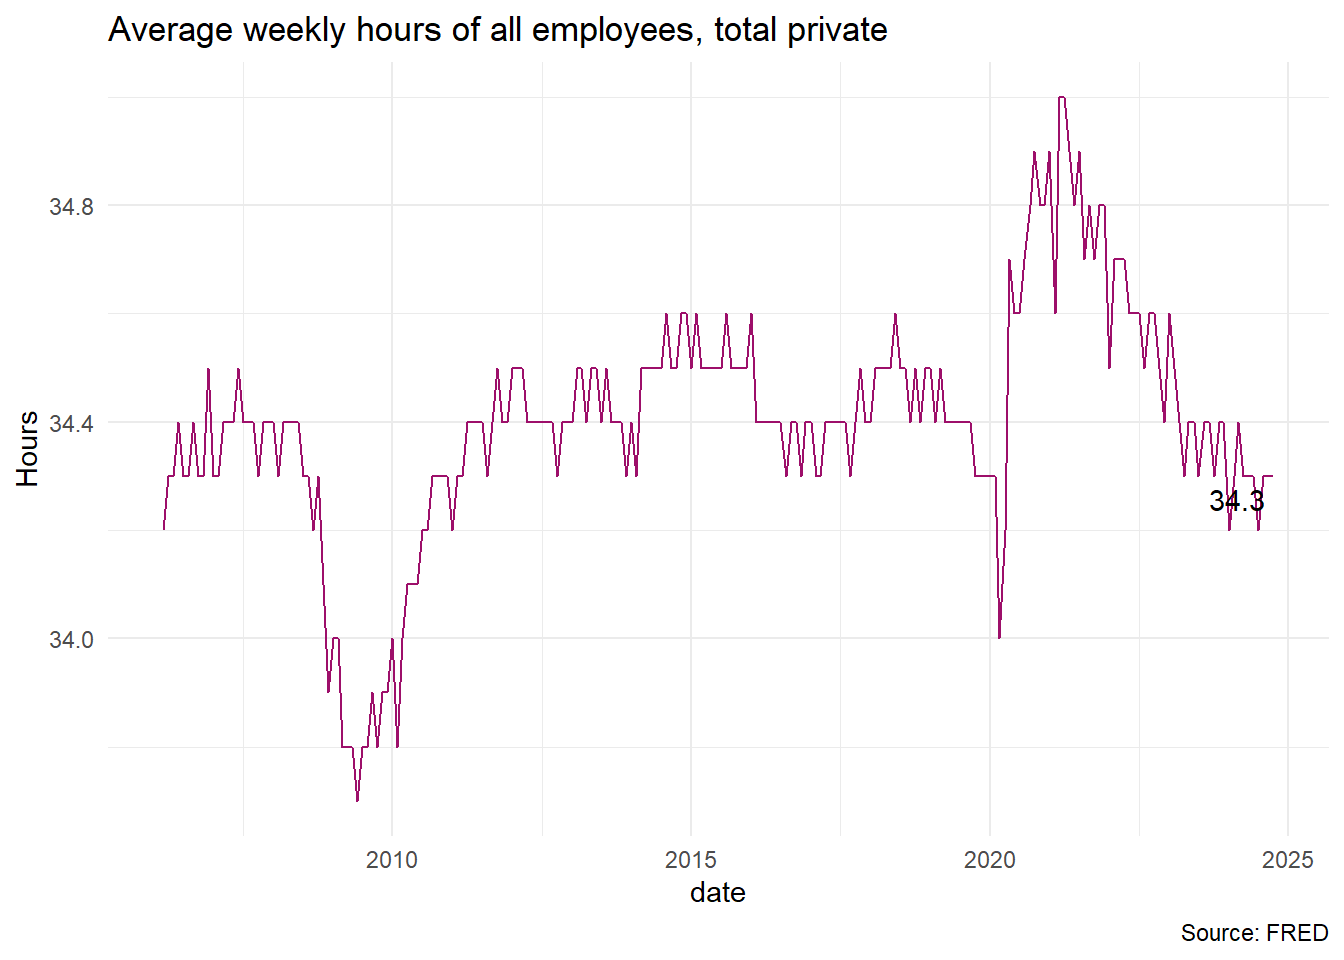 Average weekly hours of all employees, total private
Hours
34.8
34.4
34.0
34.3
2010 2015 2020 2025
date
Source: FRED